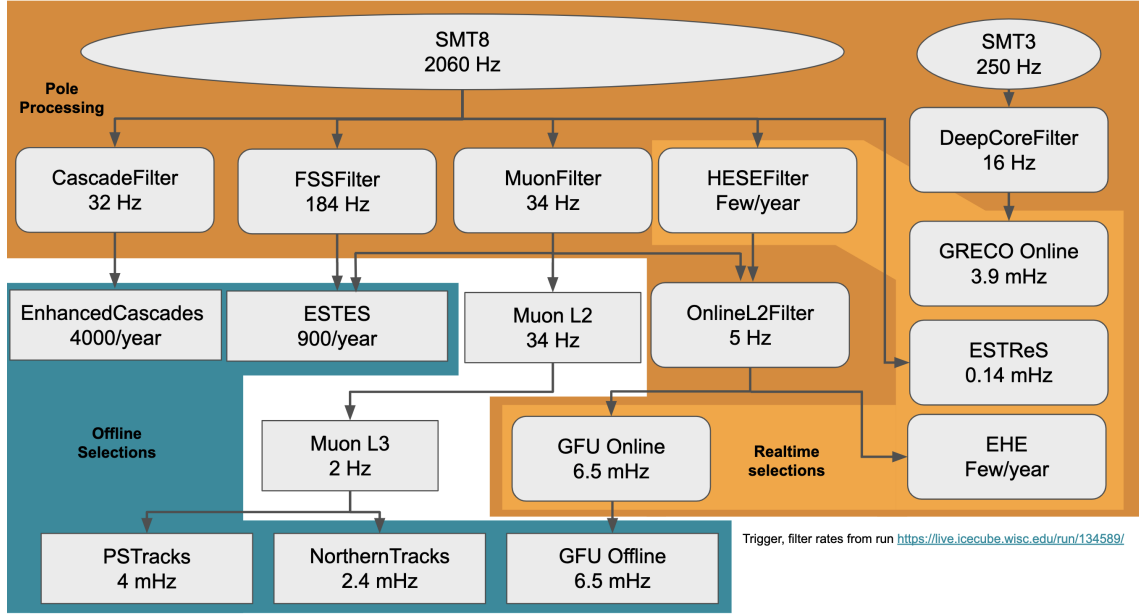 SMT8
2060 Hz
SMT3
250 Hz
Pole
Processing
DeepCoreFilter
16 Hz
CascadeFilter
32 Hz
FSSFilter
184 Hz
MuonFilter
34 Hz
HESEFilter
Few/year
GRECO Online
3.9 mHz
EnhancedCascades
4000/year
ESTES
900/year
Muon L2
34 Hz
OnlineL2Filter
5 Hz
ESTReS
0.14 mHz
Offline
Selections
Muon L3
2 Hz
GFU Online
6.5 mHz
Realtime
selections
EHE
Few/year
PSTracks
4 mHz
NorthernTracks
2.4 mHz
GFU Offline
6.5 mHz
Trigger, filter rates from run https://live.icecube.wisc.edu/run/134589/